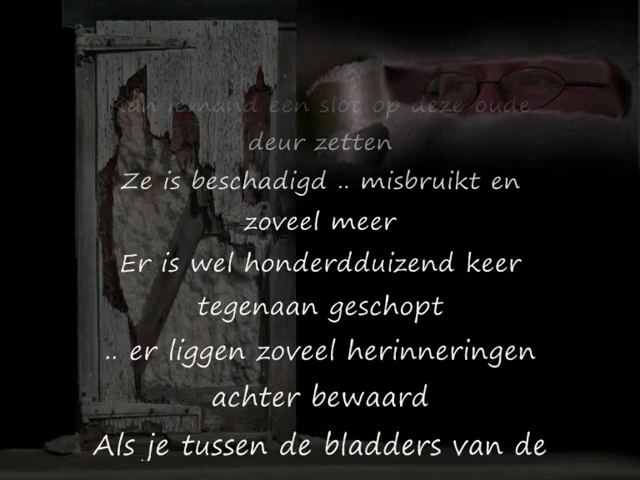 kan iemand een slot op deze oude
deur zetten
Ze is beschadigd .. misbruikt en
zoveel meer
Er is wel honderdduizend keer
tegenaan geschopt
.. er liggen zoveel herinneringen
achter bewaard
Als je tussen de bladders van de